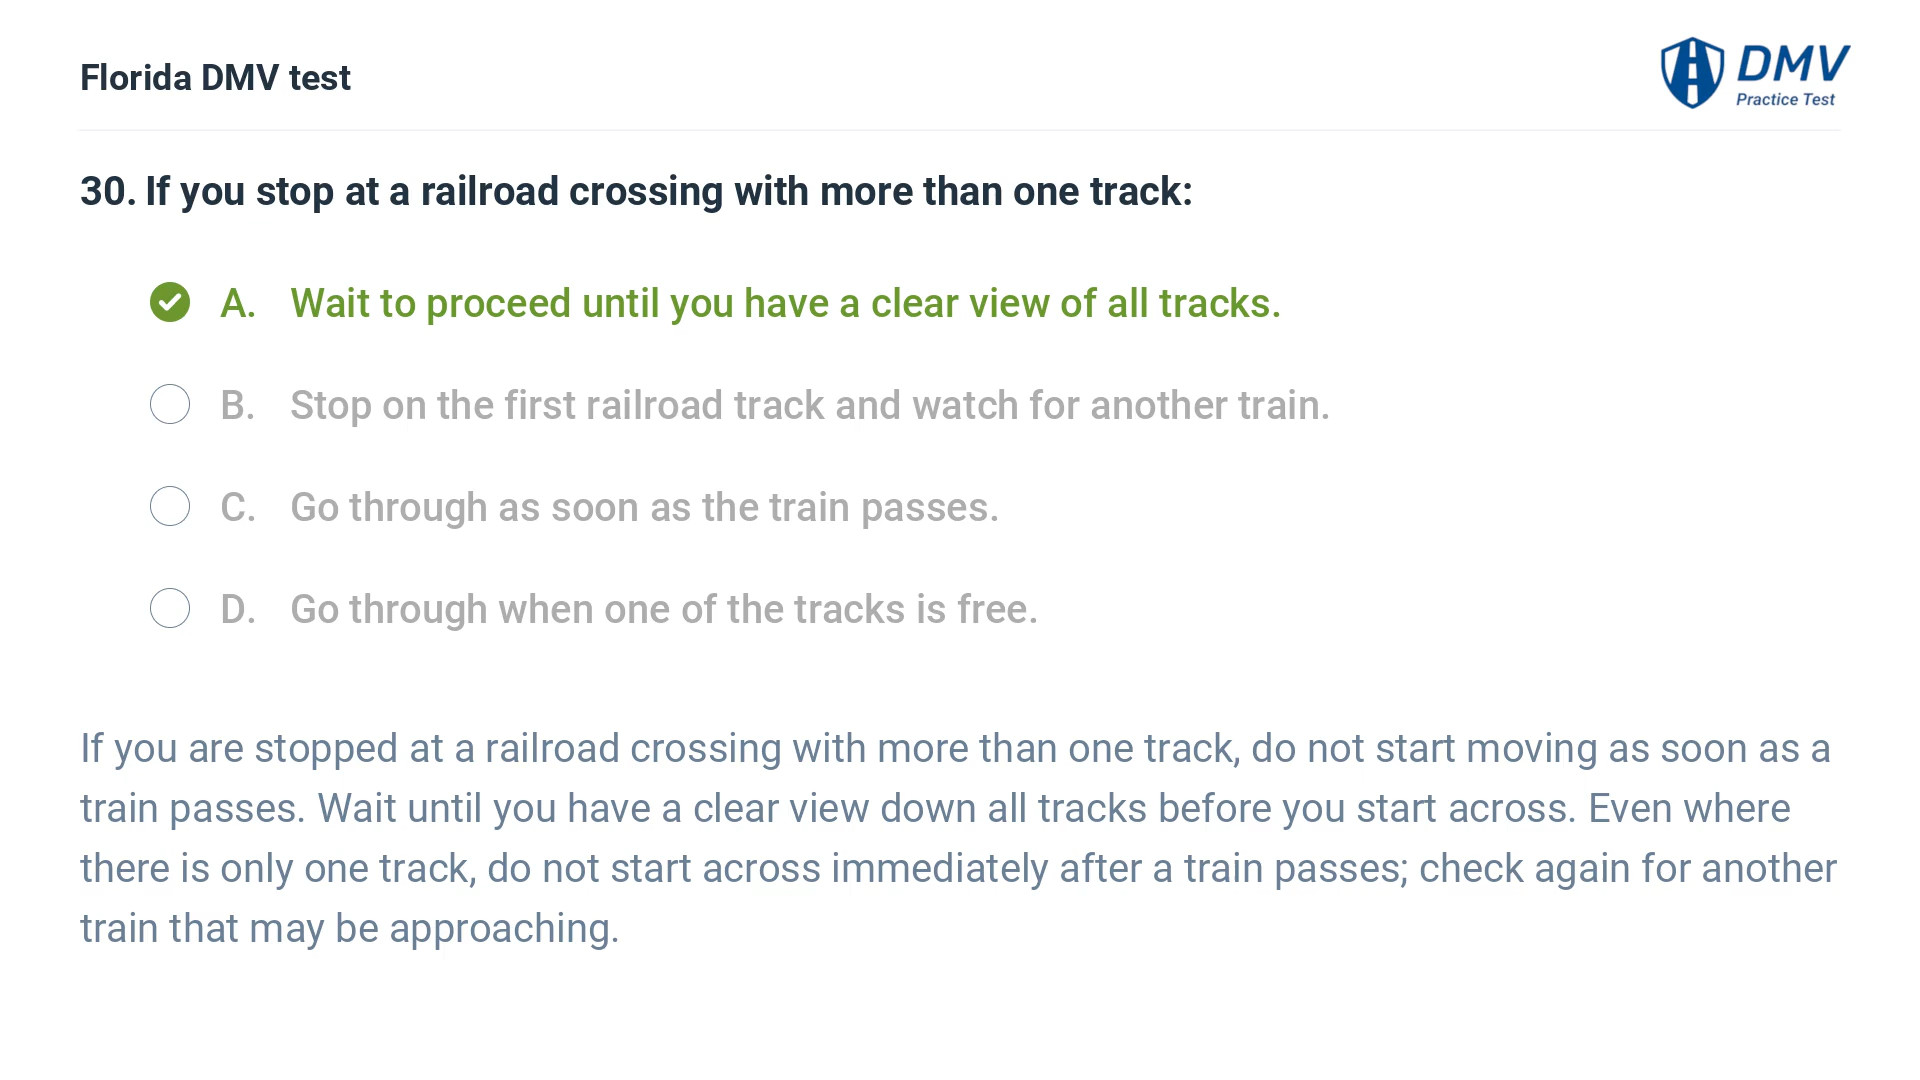 Florida DMV test
DMV
Practice Test
30. If you stop at a railroad crossing with more than one track:
A. Wait to proceed until you have a clear view of all tracks.
B. Stop on the first railroad track and watch for another train.
C. Go through as soon as the train passes.
D. Go through when one of the tracks is free.
If you are stopped at a railroad crossing with more than one track, do not start moving as soon as a
train passes. Wait until you have a clear view down all tracks before you start across. Even where
there is only one track, do not start across immediately after a train passes; check again for another
train that may be approaching.